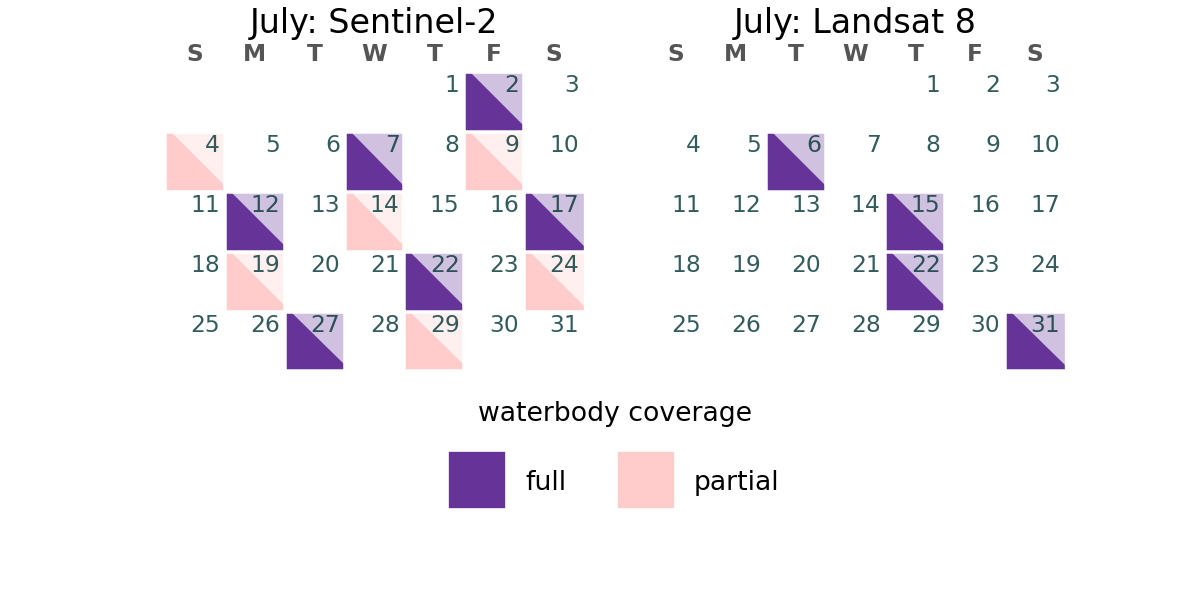 July: Sentinel-2
S M T W T F S
1 2 3
4 5 6 7 8 9 10
11 12 13 14 15 16 17
18 19 20 21 22 23 24
25 26 27 28 29 30 31
July: Landsat 8
S M T W T F S
1 2 3
4 5 6 7 8 9 10
11 12 13 14 15 16 17
18 19 20 21 22 23 24
25 26 27 28 29 30 31
waterbody coverage
full partial